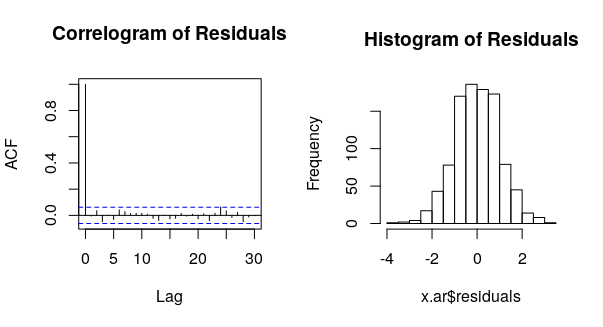 Correlogram of Residuals
ACF
0.8
0.4
0.0
0 5 10 20 30
Lag
Histogram of Residuals
Frequency
100
50
0
-4 -2 0 2
x.ar$residuals